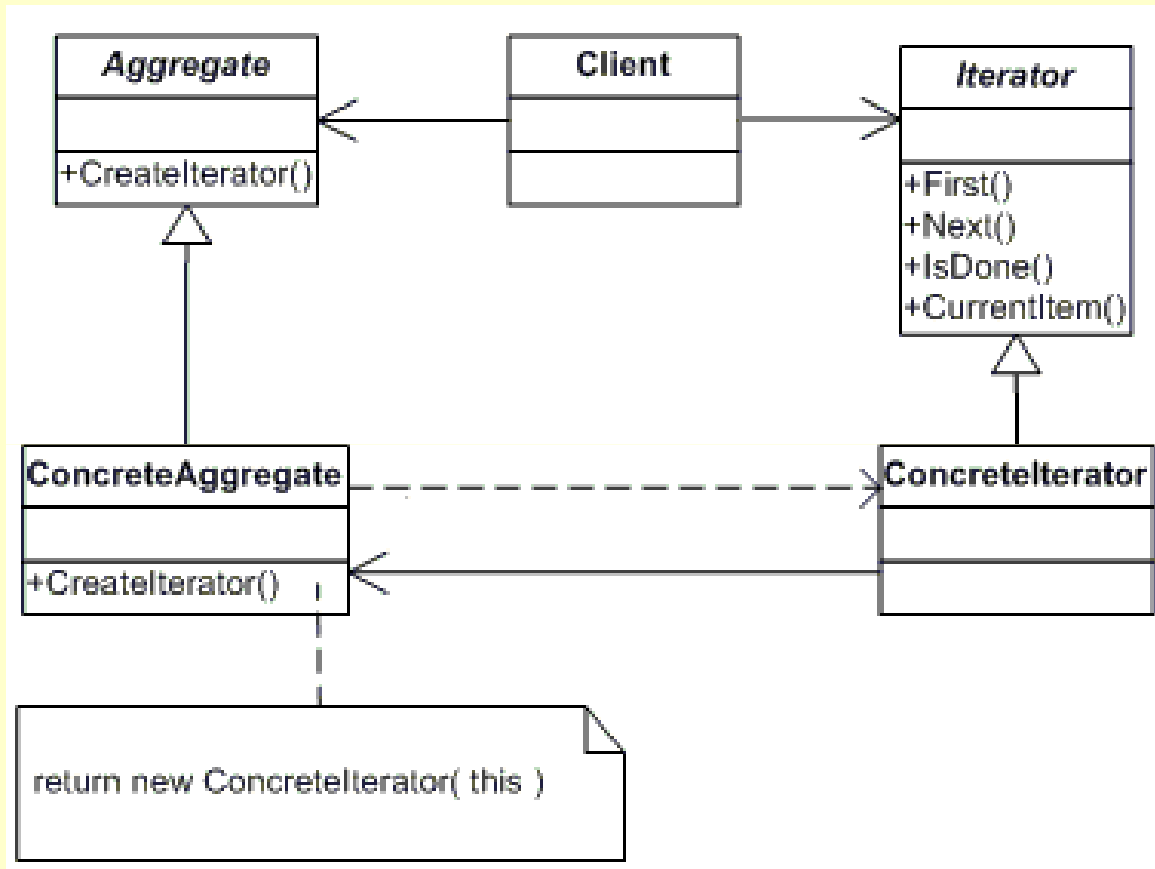 Aggregate
+CreateIterator()
Client
Iterator
+First()
+Next()
+IsDone()
+CurrentItem()
ConcreteAggregate
+CreateIterator()
ConcreteIterator
return new ConcreteIterator( this )